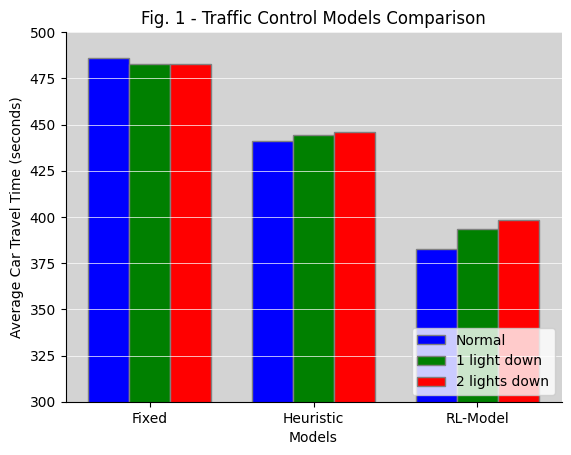 Fig. 1 - Traffic Control Models Comparison
Average Car Travel Time (seconds)
500
475
450
425
400
375
350
325
300
Normal
1 light down
2 lights down
Fixed
Heuristic
RL-Model
Models